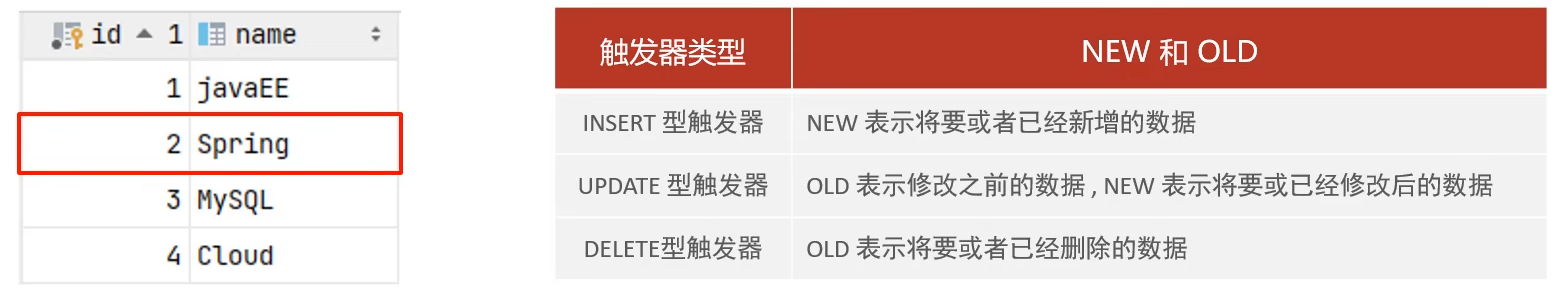 id 1 name
1 javaEE
2 Spring
3 MySQL
4 Cloud
触发器类型 NEW 和 OLD
INSERT 型触发器 NEW 表示将要或者已经新增的数据
UPDATE 型触发器 OLD 表示修改之前的数据 , NEW 表示将要或已经修改后的数据
DELETE型触发器 OLD 表示将要或者已经删除的数据